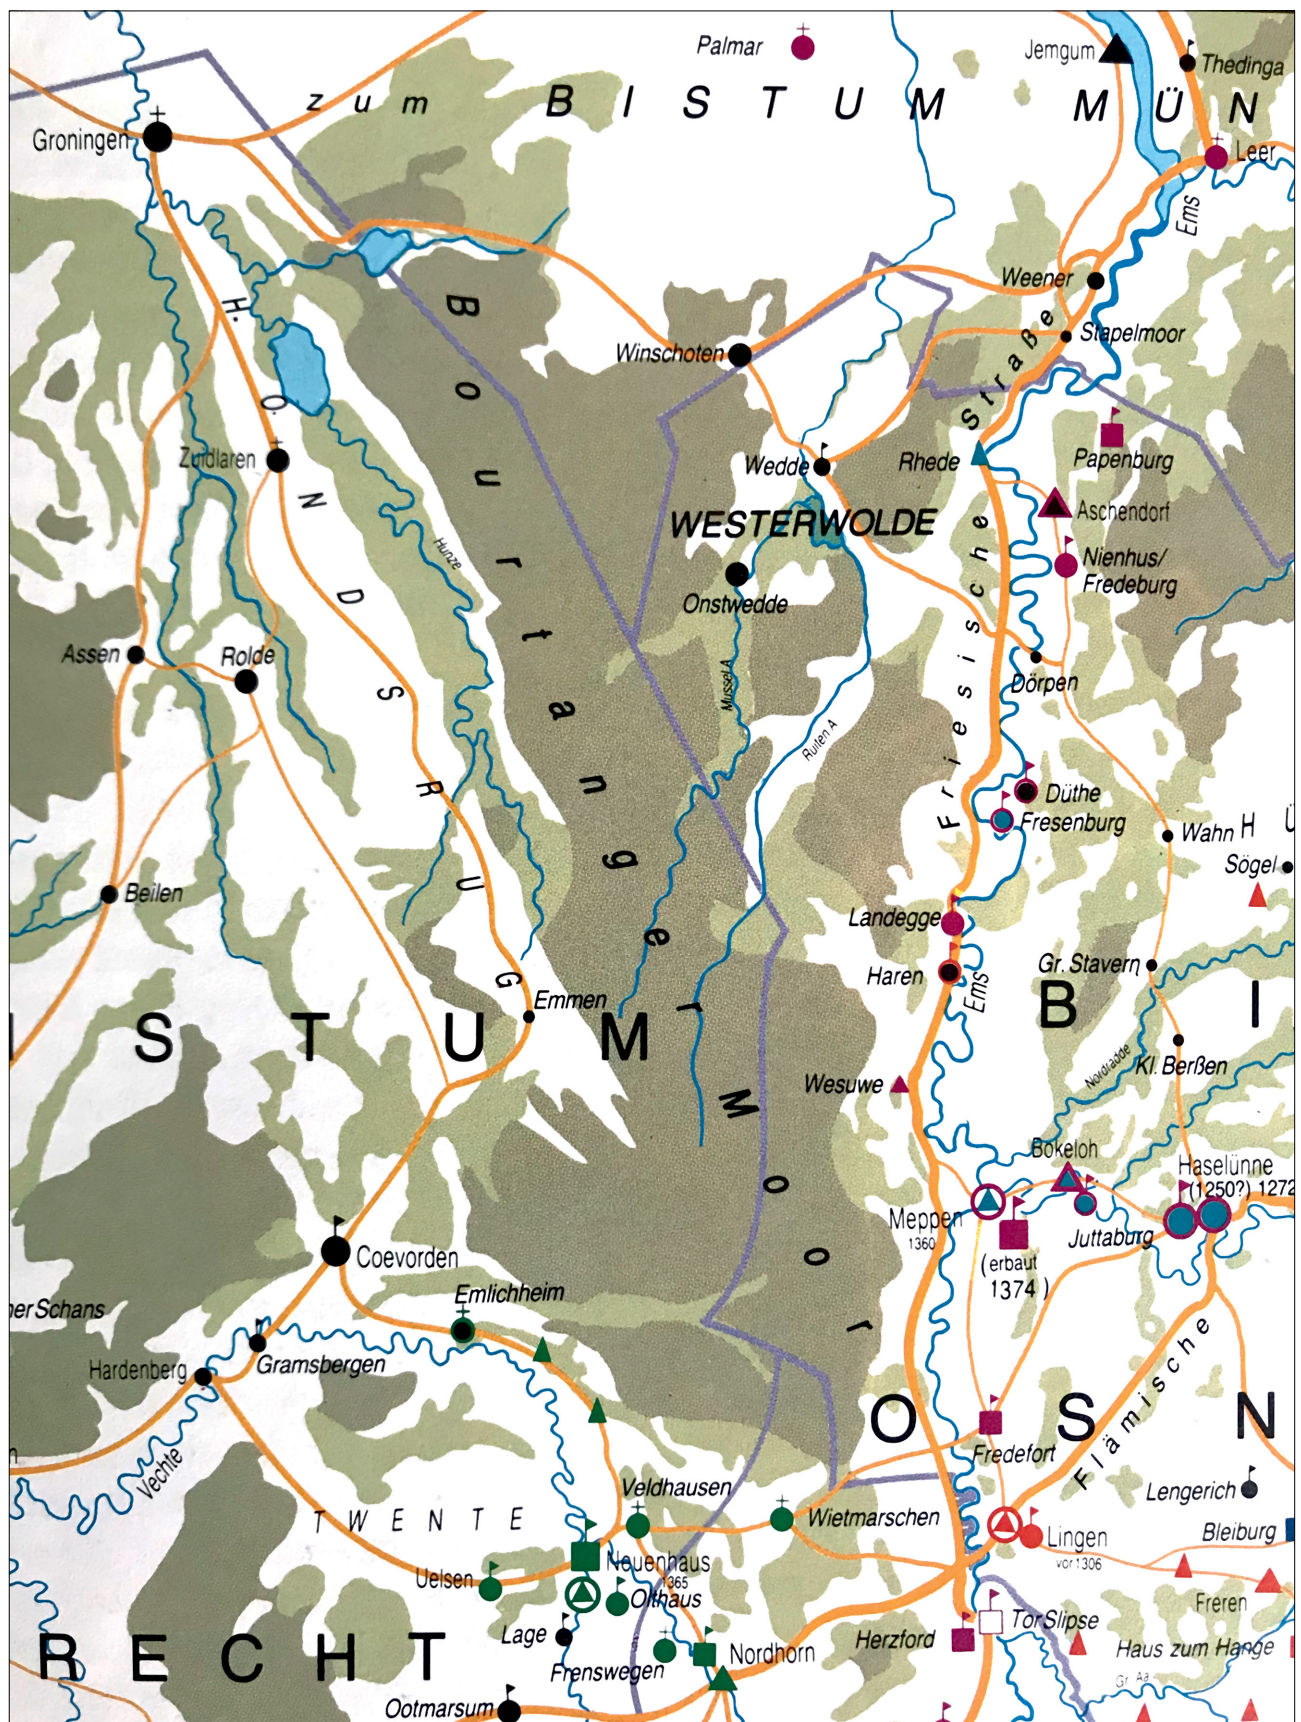 Palmar
Jemgum
Thedinga
zum BISTUM MÜN
Groningen
Leer
Ems
Weener
H.
O.
N
D
S
R
U
G
Bourtanger Moor
Winschoten
Stapelmoor
Friesische Straße
Zuidlaren
Wedde
Rhede
Papenburg
WESTERWOLDE
Aschendorf
Hunze
Nienhus/
Fredeburg
Onstwedde
Assen
Rolde
Mussel A
Dörpen
Ruiten A
Düthe
Fresenburg
Wahn
H Ü
Sögel
Beilen
Landegge
Haren
Ems
Gr. Stavern
Emmen
BI
ISTUM
Nordradde
Kl. Berßen
Wesuwe
Bokeloh
Haselünne
(1250?) 1272
Meppen
1360
Juttaburg
(erbaut
1374)
Coevorden
Emlichheim
ner Schans
Gramsbergen
Hardenberg
Flämische
OSN
Fredefort
Vechte
Veldhausen
Lengerich
TWENTE
Wietmarschen
Bleiburg
Lingen
vor 1306
Neuenhaus
1365
Uelsen
Olthaus
Freren
Lage
Tor Slipse
RECHT
Frenswegen
Nordhorn
Herzford
Haus zum Hange
Gr. Aa
Ootmarsum